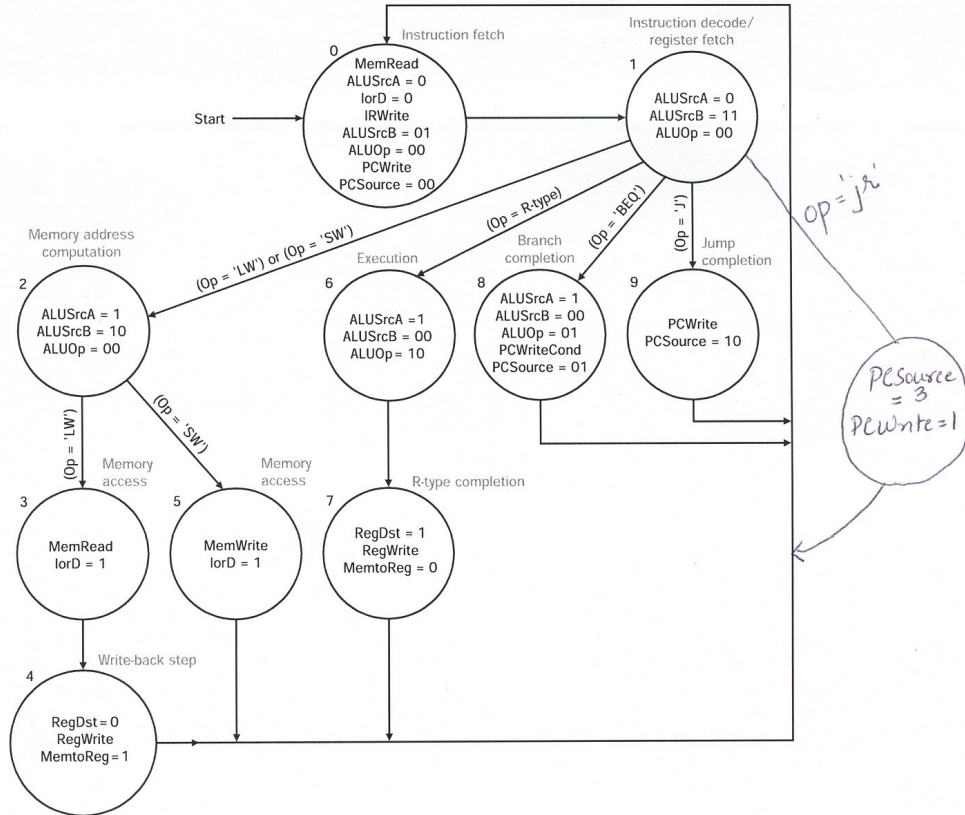 Instruction fetch
0
MemRead
ALUSrcA = 0
IorD = 0
IRWrite
ALUSrcB = 01
ALUOp = 00
PCWrite
PCSource = 00
Start
Instruction decode/
register fetch
1
ALUSrcA = 0
ALUSrcB = 11
ALUOp = 00
(Op = 'LW') or (Op = 'SW')
(Op = R-type)
(Op = 'BEQ')
(Op = 'J')
op = 'jr'
Memory address
computation
2
ALUSrcA = 1
ALUSrcB = 10
ALUOp = 00
Execution
6
ALUSrcA =1
ALUSrcB = 00
ALUOp= 10
Branch
completion
8
ALUSrcA = 1
ALUSrcB = 00
ALUOp = 01
PCWriteCond
PCSource = 01
Jump
completion
9
PCWrite
PCSource = 10
PCSource
= 3
PCWrite=1
(Op = 'LW')
(Op = 'SW')
Memory
access
3
MemRead
IorD = 1
Memory
access
5
MemWrite
IorD = 1
R-type completion
7
RegDst = 1
RegWrite
MemtoReg = 0
Write-back step
4
RegDst=0
RegWrite
MemtoReg=1